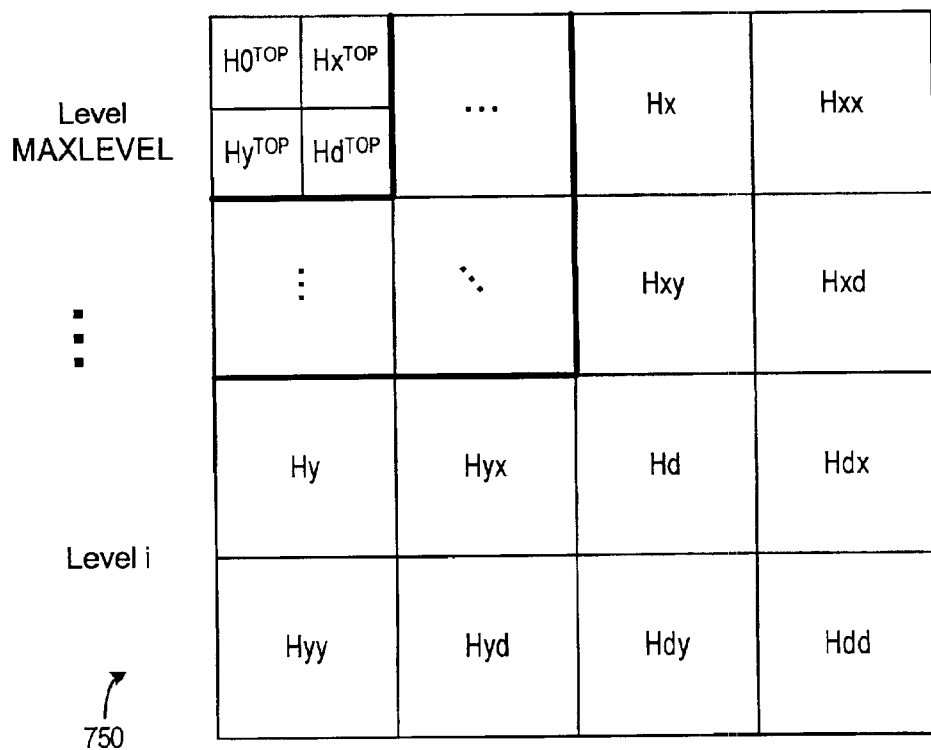 H0TOP HxTOP ... Hx Hxx
Level
MAXLEVEL
HyTOP HdTOP
Hxy Hxd
Hy Hyx Hd Hdx
Level i
Hyy Hyd Hdy Hdd
750